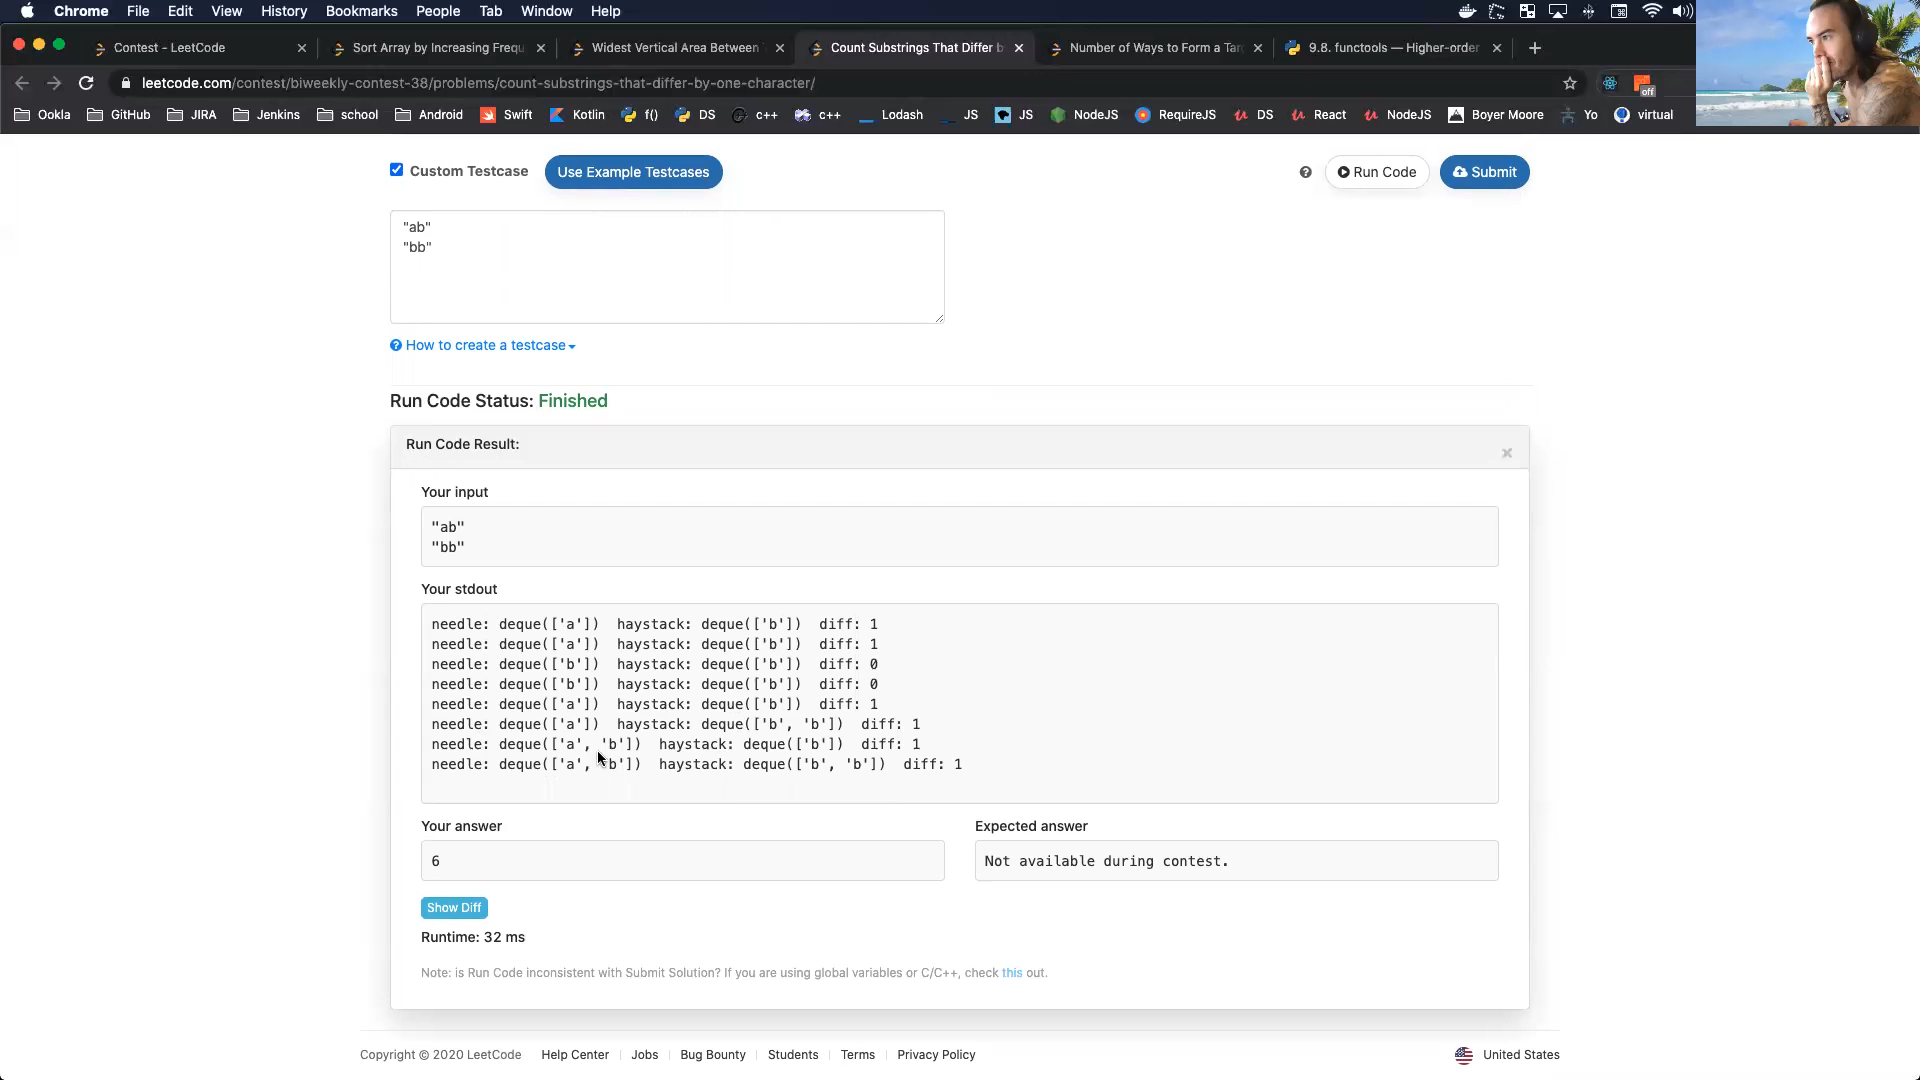 Chrome File Edit View History Bookmarks People Tab Window Help
Contest - LeetCode
Sort Array by Increasing Frequ
Widest Vertical Area Between
Count Substrings That Differ b
Number of Ways to Form a Tar
9.8. functools — Higher-order
leetcode.com/contest/biweekly-contest-38/problems/count-substrings-that-differ-by-one-character/
off
Ookla GitHub JIRA Jenkins school Android Swift Kotlin f() DS c++ c++ Lodash JS JS NodeJS RequireJS DS React NodeJS Boyer Moore Yo virtual
Custom Testcase Use Example Testcases Run Code Submit
"ab"
"bb"
How to create a testcase
Run Code Status: Finished
Run Code Result:
Your input
"ab"
"bb"
Your stdout
needle: deque(['a']) haystack: deque(['b']) diff: 1
needle: deque(['a']) haystack: deque(['b']) diff: 1
needle: deque(['b']) haystack: deque(['b']) diff: 0
needle: deque(['b']) haystack: deque(['b']) diff: 0
needle: deque(['a']) haystack: deque(['b']) diff: 1
needle: deque(['a']) haystack: deque(['b', 'b']) diff: 1
needle: deque(['a', 'b']) haystack: deque(['b']) diff: 1
needle: deque(['a', 'b']) haystack: deque(['b', 'b']) diff: 1
Your answer
6
Expected answer
Not available during contest.
Show Diff
Runtime: 32 ms
Note: is Run Code inconsistent with Submit Solution? If you are using global variables or C/C++, check this out.
Copyright © 2020 LeetCode Help Center Jobs Bug Bounty Students Terms Privacy Policy United States